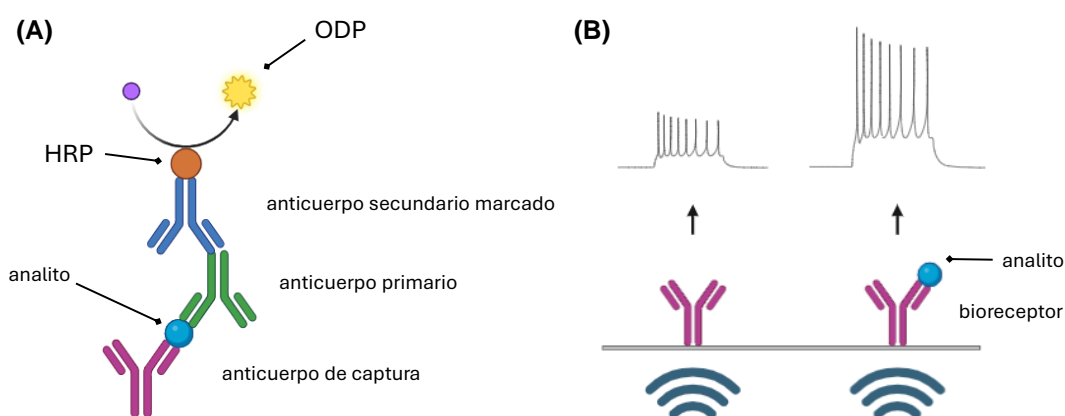 (A)
ODP
HRP
anticuerpo secundario marcado
analito
anticuerpo primario
anticuerpo de captura
(B)
analito
bioreceptor